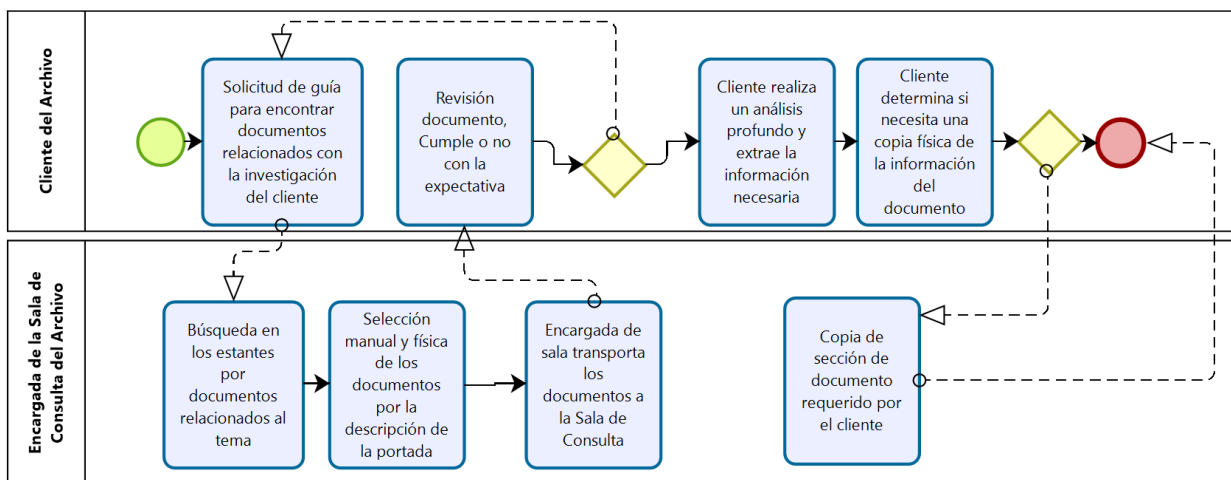 Cliente del Archivo
Solicitud de guía
para encontrar
documentos
relacionados con
la investigación
del cliente
Revisión
documento,
Cumple o no
con la
expectativa
Cliente realiza
un análisis
profundo y
extrae la
información
necesaria
Cliente
determina si
necesita una
copia física de
la información
del
documento
Encargada de la Sala de
Consulta del Archivo
Búsqueda en
los estantes
por
documentos
relacionados al
tema
Selección
manual y física
de los
documentos
por la
descripción de
la portada
Encargada de
sala transporta
los
documentos a
la Sala de
Consulta
Copia de
sección de
documento
requerido por
el cliente